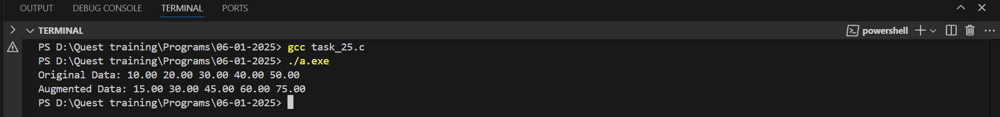 OUTPUT DEBUG CONSOLE TERMINAL PORTS
TERMINAL powershell
PS D:\Quest training\Programs\06-01-2025> gcc task_25.c
PS D:\Quest training\Programs\06-01-2025> ./a.exe
Original Data: 10.00 20.00 30.00 40.00 50.00
Augmented Data: 15.00 30.00 45.00 60.00 75.00
PS D:\Quest training\Programs\06-01-2025>